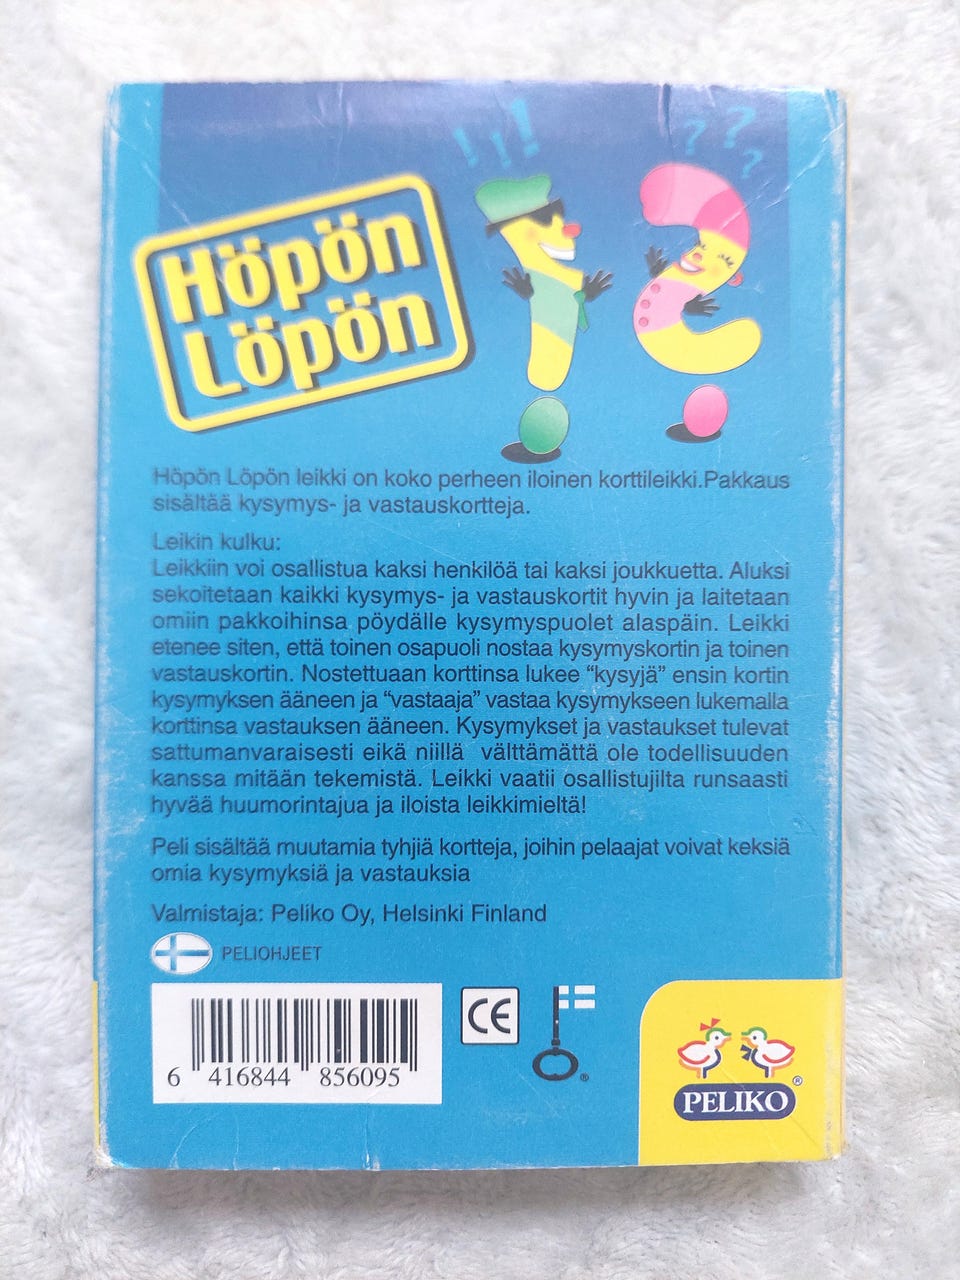 ! ! !
? ? ?
Höpön
Löpön
Höpön Löpön leikki on koko perheen iloinen korttileikki.Pakkaus
sisältää kysymys- ja vastauskortteja.
Leikin kulku:
Leikkiin voi osallistua kaksi henkilöä tai kaksi joukkuetta. Aluksi
sekoitetaan kaikki kysymys- ja vastauskortit hyvin ja laitetaan
omiin pakkoihinsa pöydälle kysymyspuolet alaspäin. Leikki
etenee siten, että toinen osapuoli nostaa kysymyskortin ja toinen
vastauskortin. Nostettuaan korttinsa lukee “kysyjä” ensin kortin
kysymyksen ääneen ja “vastaaja” vastaa kysymykseen lukemalla
korttinsa vastauksen ääneen. Kysymykset ja vastaukset tulevat
sattumanvaraisesti eikä niillä välttämättä ole todellisuuden
kanssa mitään tekemistä. Leikki vaatii osallistujilta runsaasti
hyvää huumorintajua ja iloista leikkimieltä!
Peli sisältää muutamia tyhjiä kortteja, joihin pelaajat voivat keksiä
omia kysymyksiä ja vastauksia
Valmistaja: Peliko Oy, Helsinki Finland
PELIOHJEET
6 416844 856095
CE
®
PELIKO®